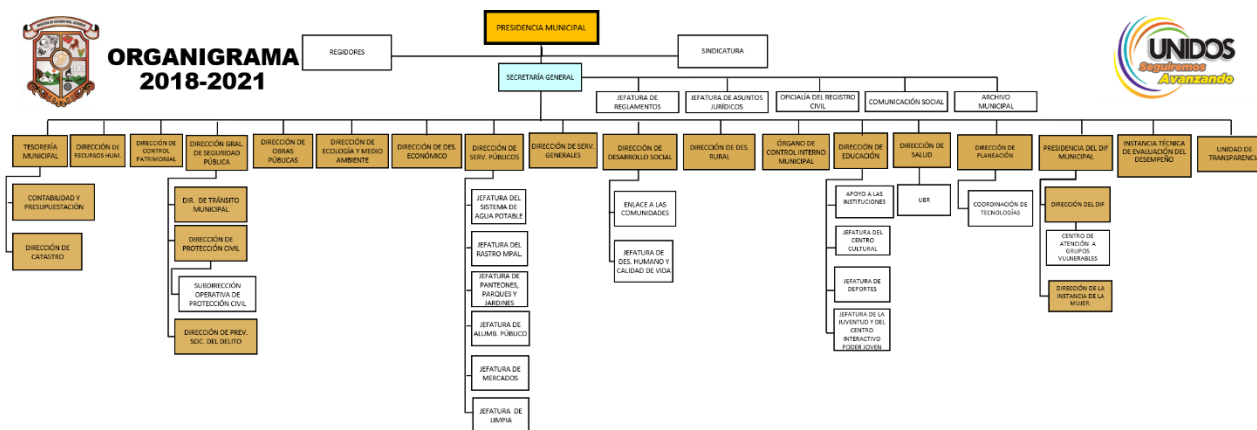 ORGANIGRAMA
2018-2021
PRESIDENCIA MUNICIPAL
REGIDORES
SINDICATURA
UNIDOS
Seguiremos
Avanzando
SECRETARÍA GENERAL
JEFATURA DE
REGLAMENTOS
JEFATURA DE ASUNTOS
JURÍDICOS
OFICIALÍA DEL REGISTRO
CIVIL
COMUNICACIÓN SOCIAL
ARCHIVO
MUNICIPAL
TESORERÍA
MUNICIPAL
DIRECCIÓN DE
RECURSOS HUM.
DIRECCIÓN DE
CONTROL
PATRIMONIAL
DIRECCIÓN GRAL.
DE SEGURIDAD
PÚBLICA
DIRECCIÓN DE
OBRAS
PÚBLICAS
DIRECCIÓN DE
ECOLOGÍA Y MEDIO
AMBIENTE
DIRECCIÓN DE DES.
ECONÓMICO
DIRECCIÓN DE
SERV. PÚBLICOS
DIRECCIÓN DE SERV.
GENERALES
DIRECCIÓN DE
DESARROLLO SOCIAL
DIRECCIÓN DE DES.
RURAL
ÓRGANO DE
CONTROL INTERNO
MUNICIPAL
DIRECCIÓN DE
EDUCACIÓN
DIRECCIÓN DE
SALUD
DIRECCIÓN DE
PLANEACIÓN
PRESIDENCIA DEL DIF
MUNICIPAL
INSTANCIA TÉCNICA
DE EVALUACIÓN DEL
DESEMPEÑO
UNIDAD DE
TRANSPARENCIA
CONTABILIDAD Y
PRESUPUESTACIÓN
DIRECCIÓN DE
CATASTRO
DIR. DE TRÁNSITO
MUNICIPAL
DIRECCIÓN DE
PROTECCIÓN CIVIL
SUBDIRECCIÓN
OPERATIVA DE
PROTECCIÓN CIVIL
DIRECCIÓN DE PREV.
SOC. DEL DELITO
JEFATURA DEL
SISTEMA DE
AGUA POTABLE
JEFATURA DEL
RASTRO MPAL.
JEFATURA DE
PANTEONES,
PARQUES Y
JARDINES
JEFATURA DE
ALUMB. PÚBLICO
JEFATURA DE
MERCADOS
JEFATURA DE
LIMPIA
ENLACE A LAS
COMUNIDADES
JEFATURA DE
DES. HUMANO Y
CALIDAD DE VIDA
APOYO A LAS
INSTITUCIONES
JEFATURA DEL
CENTRO
CULTURAL
JEFATURA DE
DEPORTES
JEFATURA DE LA
JUVENTUD Y DEL
CENTRO
INTERACTIVO
PODER JOVEN
UBR
COORDINACIÓN DE
TECNOLOGÍAS
DIRECCIÓN DEL DIF
CENTRO DE
ATENCIÓN A
GRUPOS
VULNERABLES
DIRECCIÓN DE LA
INSTANCIA DE LA
MUJER